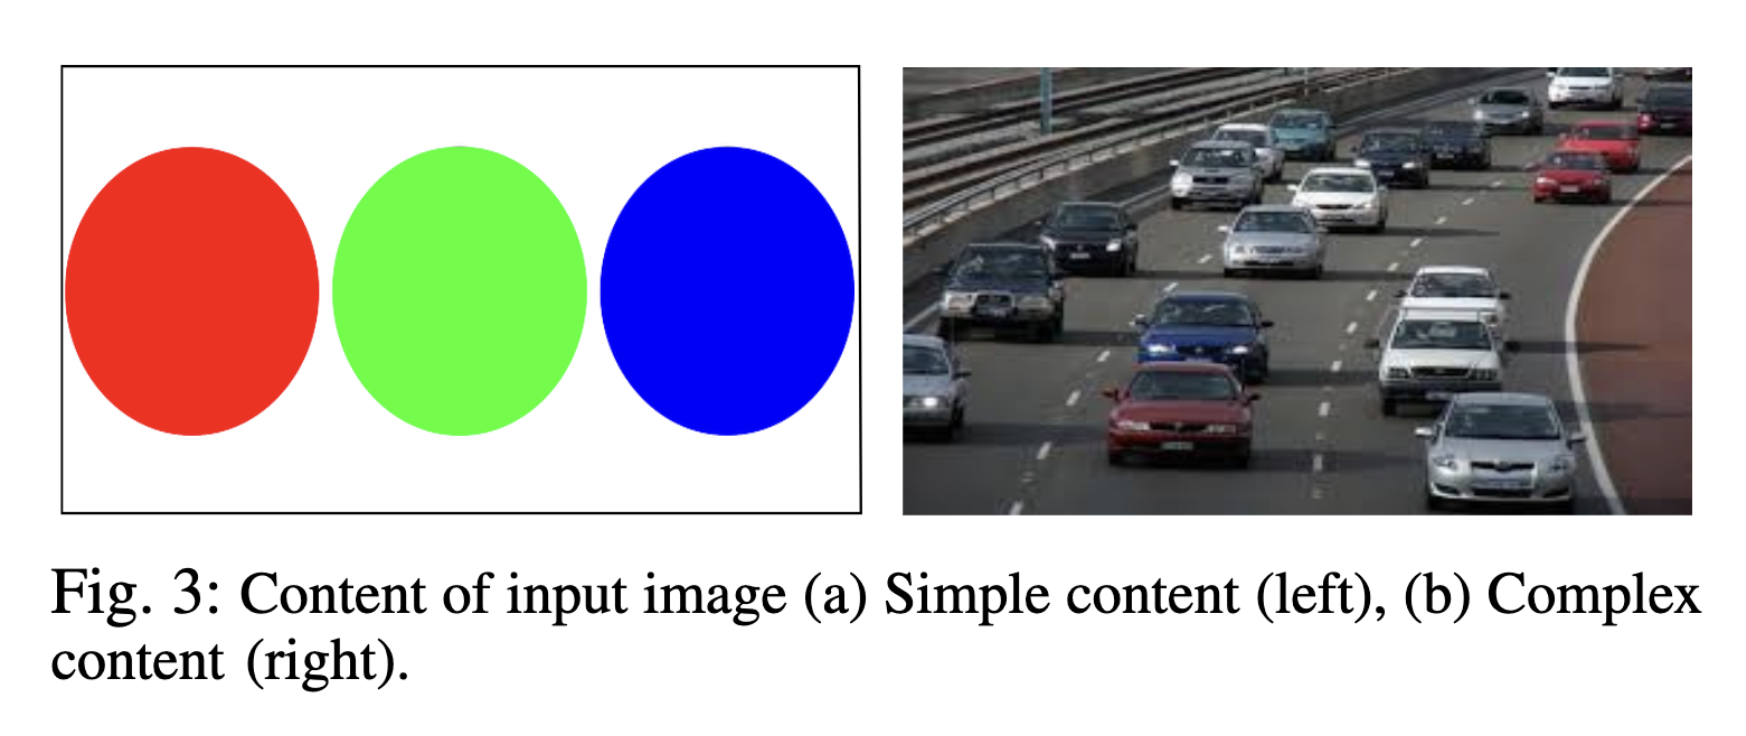 Fig. 3: Content of input image (a) Simple content (left), (b) Complex
content (right).